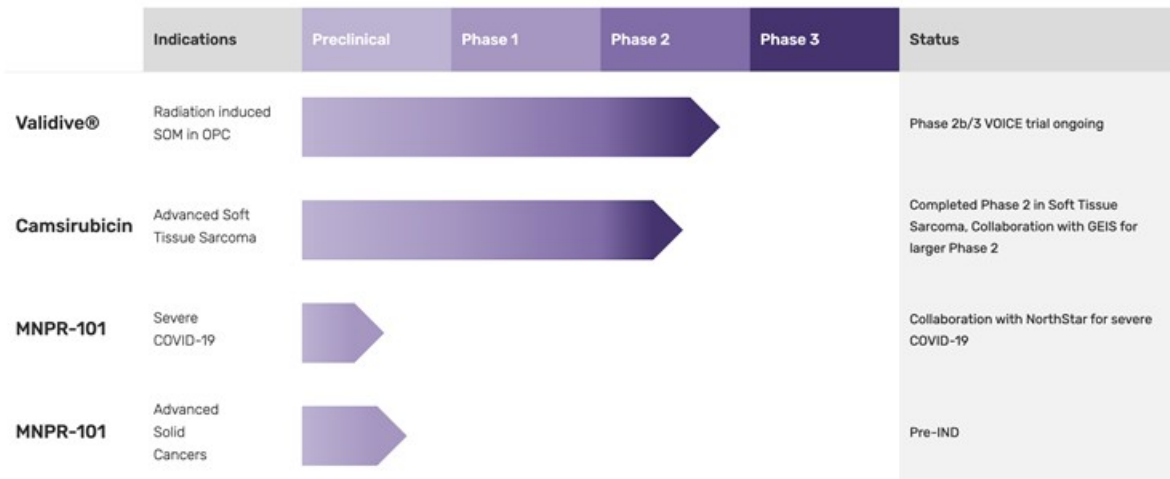 Indications Preclinical Phase 1 Phase 2 Phase 3 Status
Validive®
Radiation induced
SOM in OPC
Phase 2b/3 VOICE trial ongoing
Camsirubicin
Advanced Soft
Tissue Sarcoma
Completed Phase 2 in Soft Tissue
Sarcoma, Collaboration with GEIS for
larger Phase 2
MNPR-101
Severe
COVID-19
Collaboration with NorthStar for severe
COVID-19
MNPR-101
Advanced
Solid
Cancers
Pre-IND